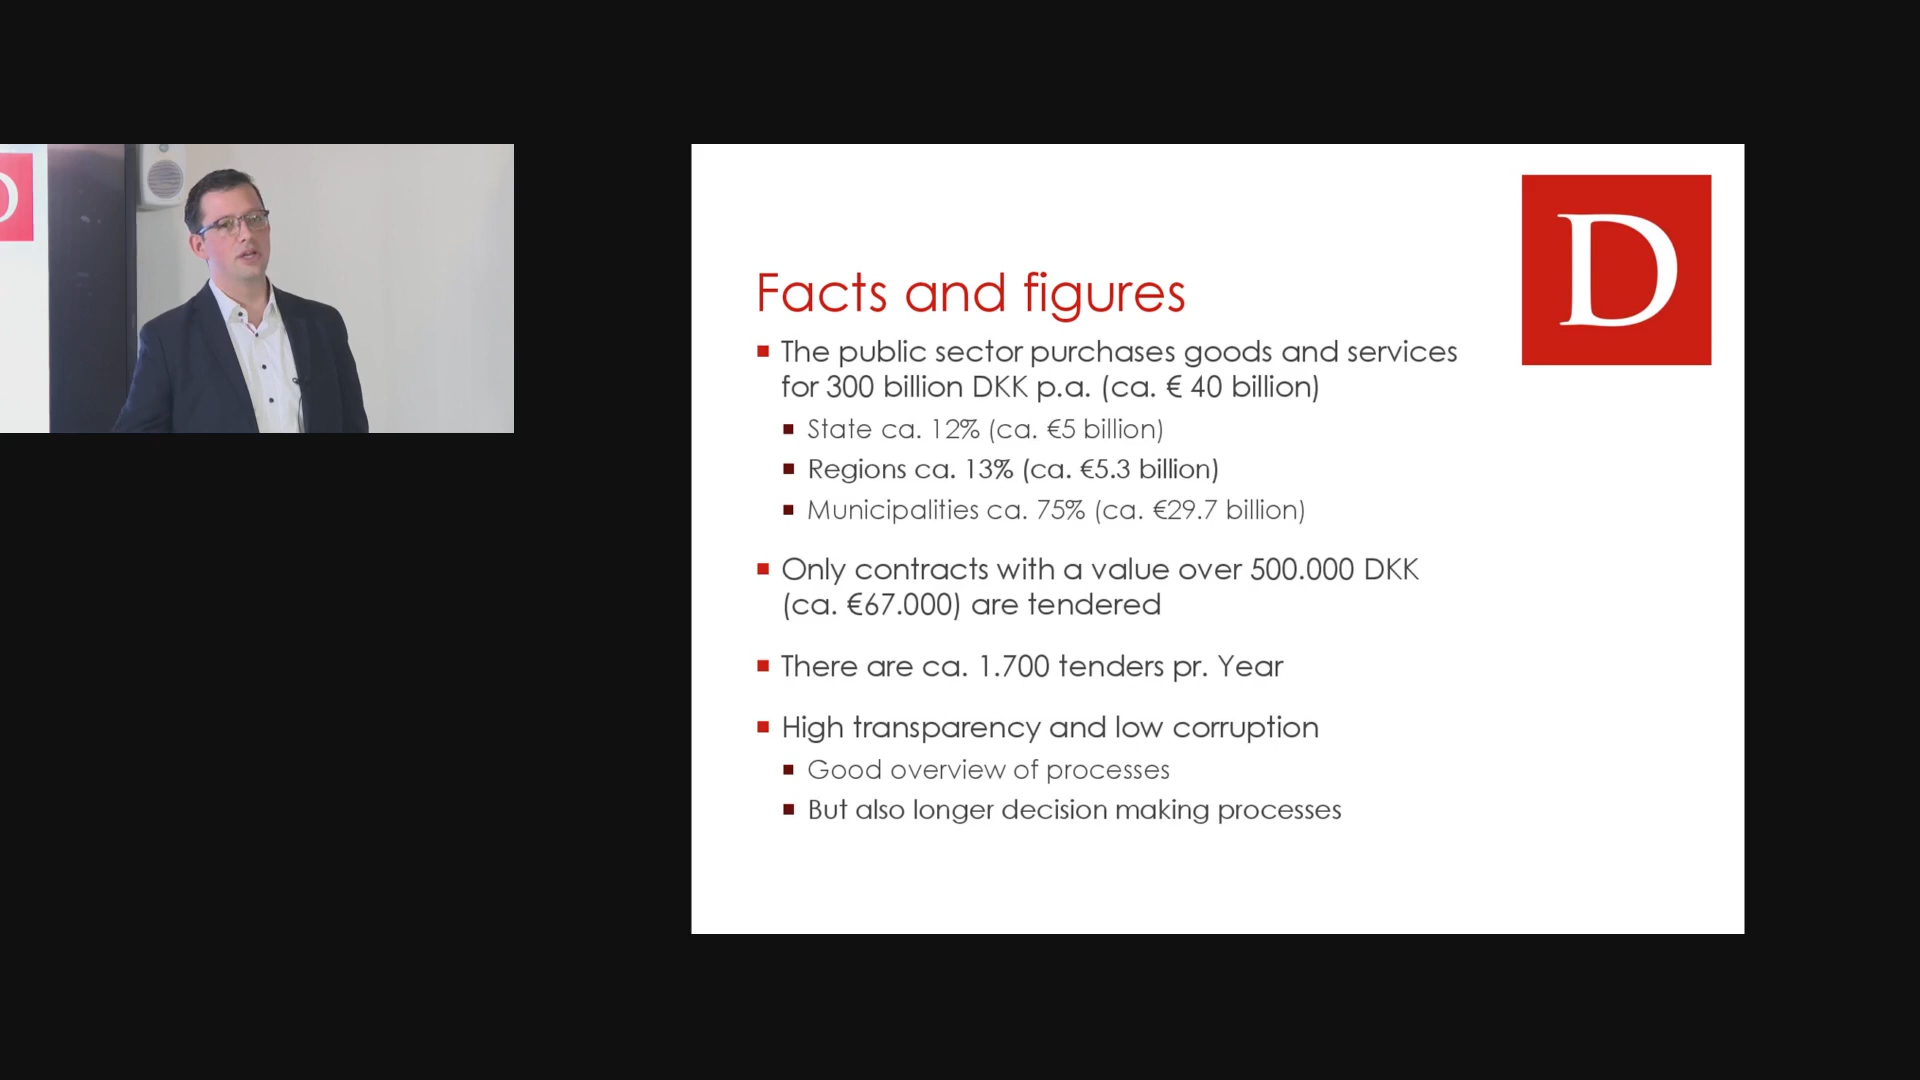 D
Facts and figures
The public sector purchases goods and services
for 300 billion DKK p.a. (ca. € 40 billion)
State ca. 12% (ca. €5 billion)
Regions ca. 13% (ca. €5.3 billion)
Municipalities ca. 75% (ca. €29.7 billion)
Only contracts with a value over 500.000 DKK
(ca. €67.000) are tendered
There are ca. 1.700 tenders pr. Year
High transparency and low corruption
Good overview of processes
But also longer decision making processes